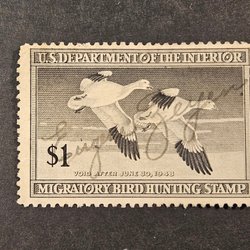 U.S. DEPARTMENT OF THE INTERIOR
$1
VOID AFTER JUNE 30, 1948
MIGRATORY BIRD HUNTING STAMP